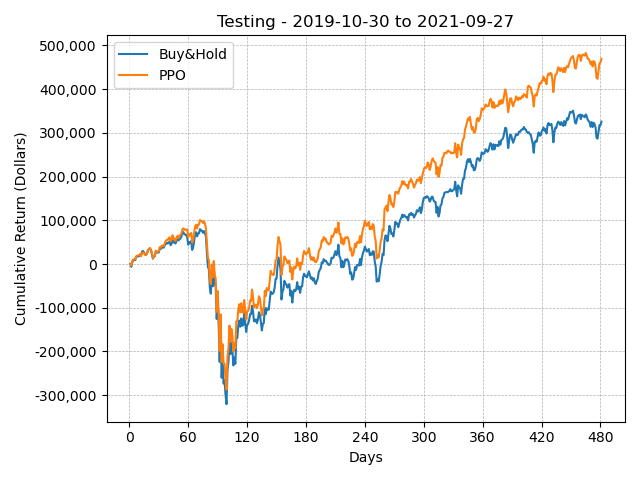 Testing - 2019-10-30 to 2021-09-27
Buy&Hold
PPO
Cumulative Return (Dollars)
500,000
400,000
300,000
200,000
100,000
0
-100,000
-200,000
-300,000
0 60 120 180 240 300 360 420 480
Days